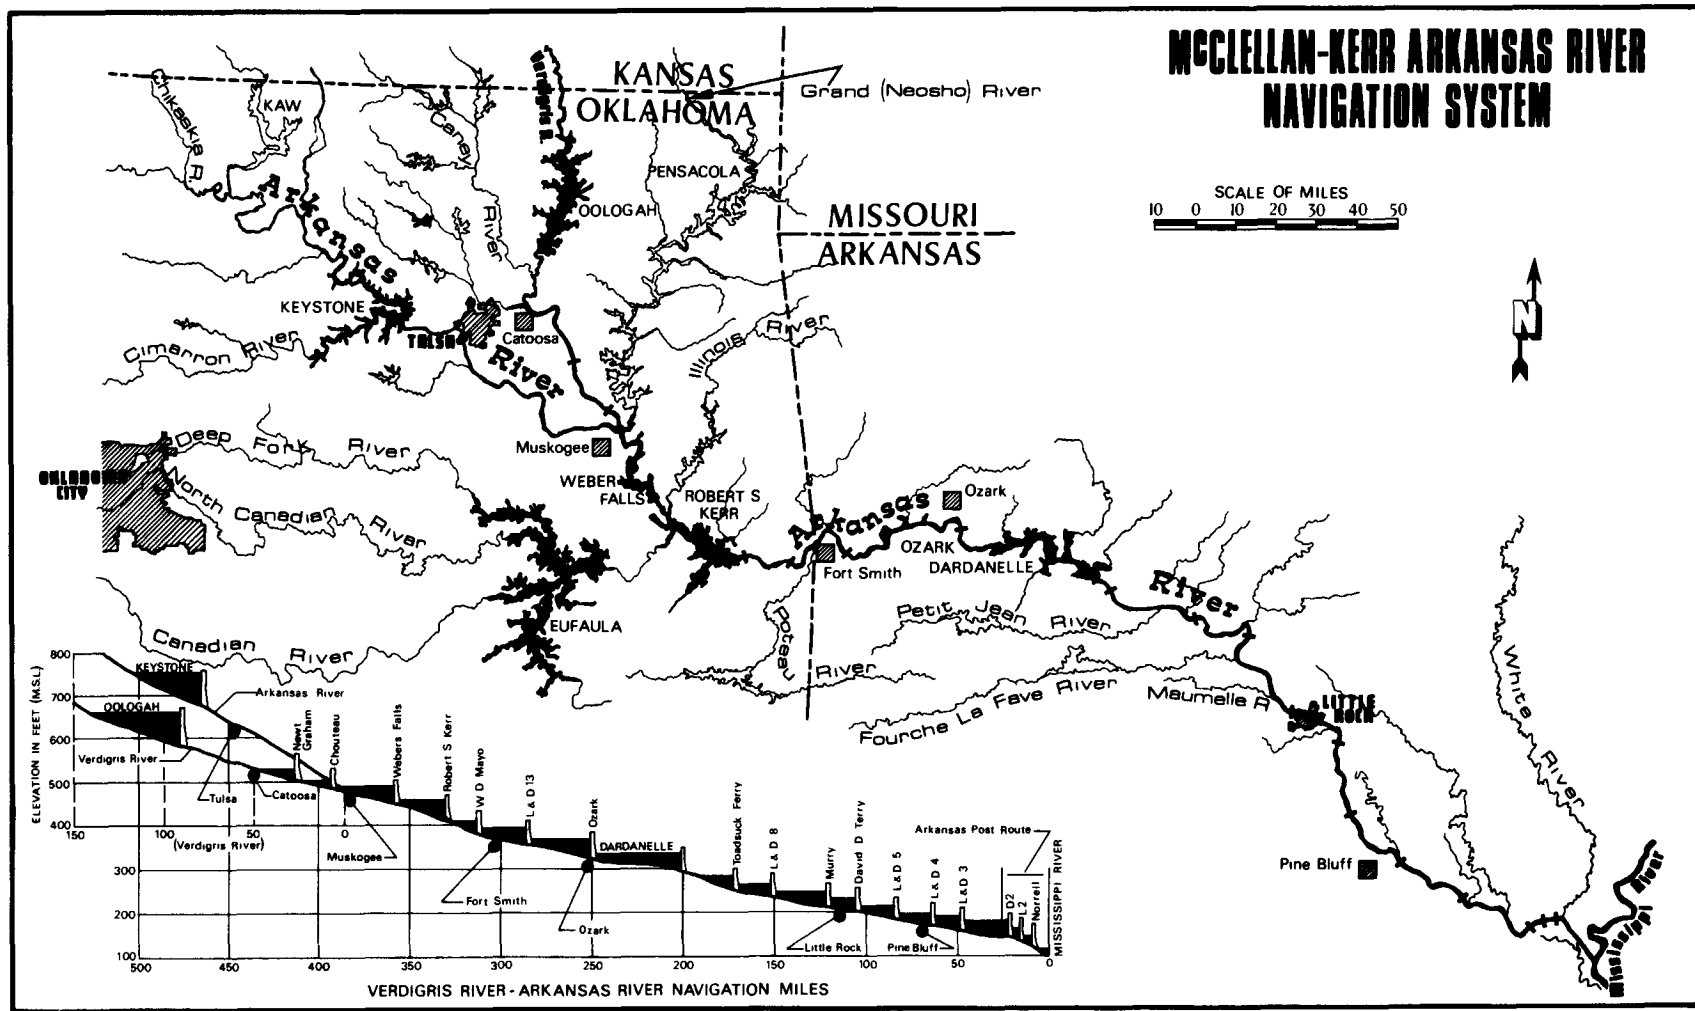 McCLELLAN-KERR ARKANSAS RIVER
NAVIGATION SYSTEM
KANSAS
OKLAHOMA
Grand (Neosho) River
Chikaskia R.
KAW
Caney
River
Verdigris R.
PENSACOLA
OOLOGAH
MISSOURI
ARKANSAS
SCALE OF MILES
10 0 10 20 30 40 50
N
Arkansas
River
KEYSTONE
TULSA
Catoosa
Cimarron River
Illinois River
Deep Fork River
OKLAHOMA
CITY
North Canadian River
Muskogee
WEBER
FALLS
ROBERT S
KERR
Arkansas
River
Ozark
OZARK
Fort Smith
DARDANELLE
EUFAULA
Canadian River
Poteau
River
Petit Jean River
Fourche La Fave River
Maumelle R
LITTLE
ROCK
White River
Pine Bluff
Mississippi River
ELEVATION IN FEET (M.S.L.)
800
700
600
500
400
300
200
100
KEYSTONE
OOLOGAH
Arkansas River
Verdigris River
Tulsa
Catoosa
Newt
Graham
Chouteau
Webers Falls
Robert S Kerr
W D Mayo
L & D 13
Ozark
DARDANELLE
Toadsuck Ferry
L & D 8
Murry
David D Terry
L & D 5
L & D 4
L & D 3
Arkansas Post Route
D2
L2
Norrell
MISSISSIPPI RIVER
150 100 50 0
(Verdigris River)
Muskogee
Fort Smith
Ozark
Little Rock
Pine Bluff
500 450 400 350 300 250 200 150 100 50 0
VERDIGRIS RIVER - ARKANSAS RIVER NAVIGATION MILES